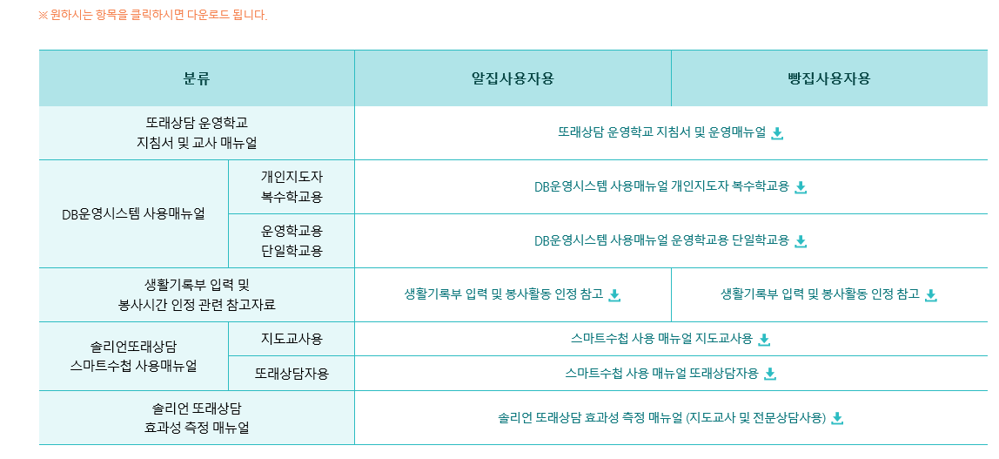 ※ 원하시는 항목을 클릭하시면 다운로드 됩니다.
분류 알집사용자용 빵집사용자용
또래상담 운영학교
지침서 및 교사 매뉴얼
또래상담 운영학교 지침서 및 운영매뉴얼
DB운영시스템 사용매뉴얼
개인지도자
복수학교용
DB운영시스템 사용매뉴얼 개인지도자 복수학교용
운영학교용
단일학교용
DB운영시스템 사용매뉴얼 운영학교용 단일학교용
생활기록부 입력 및
봉사시간 인정 관련 참고자료
생활기록부 입력 및 봉사활동 인정 참고
생활기록부 입력 및 봉사활동 인정 참고
솔리언또래상담
스마트수첩 사용매뉴얼
지도교사용
스마트수첩 사용 매뉴얼 지도교사용
또래상담자용
스마트수첩 사용 매뉴얼 또래상담자용
솔리언 또래상담
효과성 측정 매뉴얼
솔리언 또래상담 효과성 측정 매뉴얼 (지도교사 및 전문상담사용)